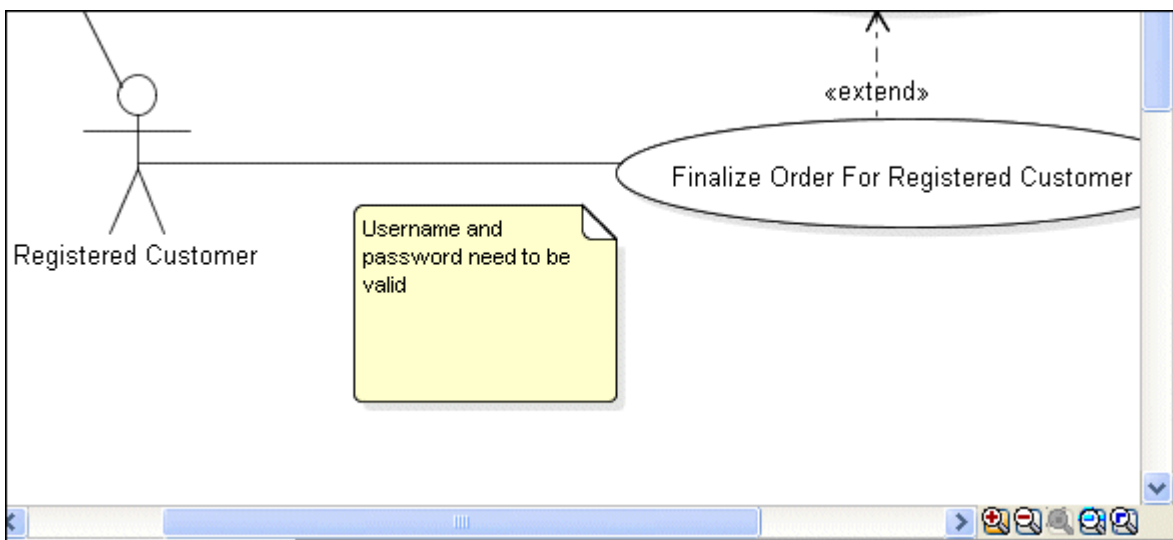 «extend»
Finalize Order For Registered Customer
Username and
password need to be
valid
Registered Customer